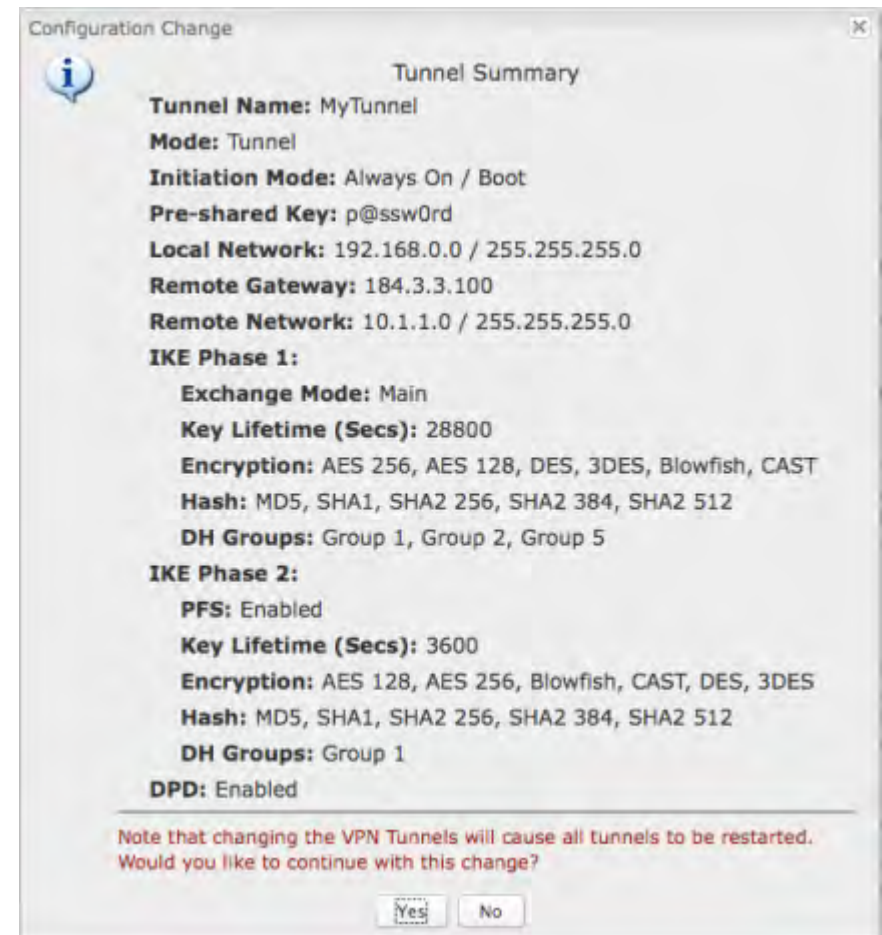 Configuration Change
Tunnel Summary
Tunnel Name: MyTunnel
Mode: Tunnel
Initiation Mode: Always On / Boot
Pre-shared Key: p@ssw0rd
Local Network: 192.168.0.0 / 255.255.255.0
Remote Gateway: 184.3.3.100
Remote Network: 10.1.1.0 / 255.255.255.0
IKE Phase 1:
Exchange Mode: Main
Key Lifetime (Secs): 28800
Encryption: AES 256, AES 128, DES, 3DES, Blowfish, CAST
Hash: MD5, SHA1, SHA2 256, SHA2 384, SHA2 512
DH Groups: Group 1, Group 2, Group 5
IKE Phase 2:
PFS: Enabled
Key Lifetime (Secs): 3600
Encryption: AES 128, AES 256, Blowfish, CAST, DES, 3DES
Hash: MD5, SHA1, SHA2 256, SHA2 384, SHA2 512
DH Groups: Group 1
DPD: Enabled
Note that changing the VPN Tunnels will cause all tunnels to be restarted.
Would you like to continue with this change?
Yes No